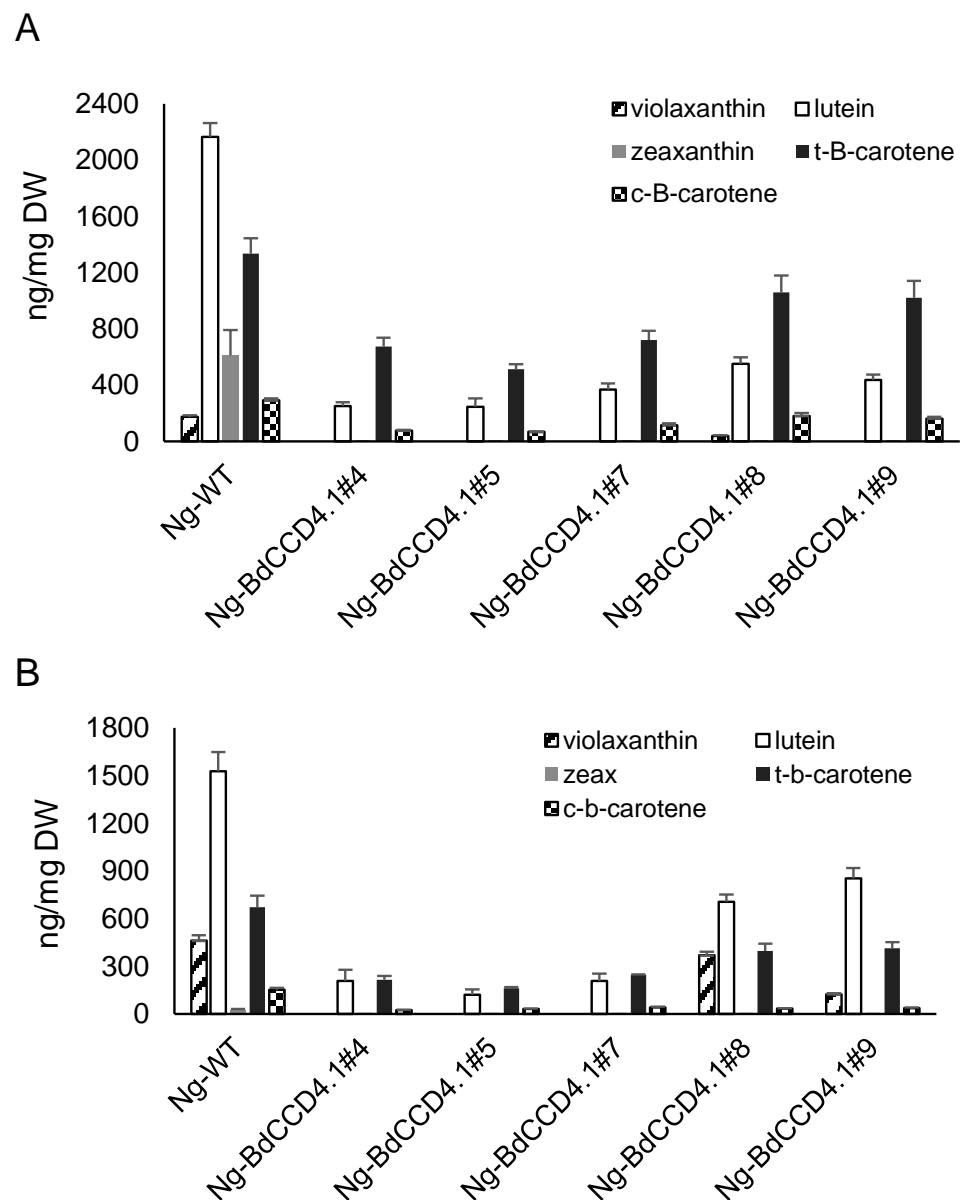 A
2400
2000
1600
1200
800
400
0
ng/mg DW
violaxanthin lutein
zeaxanthin t-B-carotene
c-B-carotene
Ng-WT
Ng-BdCCD4.1#4
Ng-BdCCD4.1#5
Ng-BdCCD4.1#7
Ng-BdCCD4.1#8
Ng-BdCCD4.1#9
B
1800
1500
1200
900
600
300
0
ng/mg DW
violaxanthin lutein
zeax t-b-carotene
c-b-carotene
Ng-WT
Ng-BdCCD4.1#4
Ng-BdCCD4.1#5
Ng-BdCCD4.1#7
Ng-BdCCD4.1#8
Ng-BdCCD4.1#9